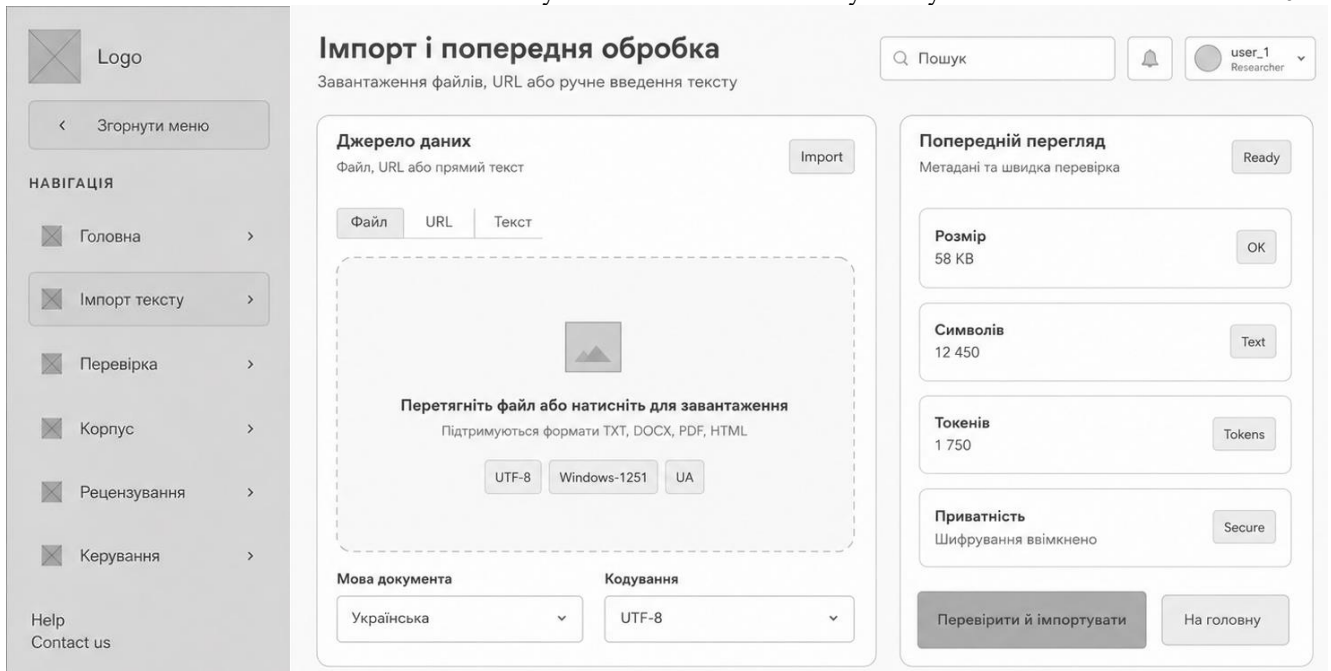 Logo
Згорнути меню
НАВІГАЦІЯ
Головна
Імпорт тексту
Перевірка
Корпус
Рецензування
Керування
Help
Contact us
Імпорт і попередня обробка
Завантаження файлів, URL або ручне введення тексту
Пошук
user_1
Researcher
Джерело даних
Файл, URL або прямий текст
Import
Файл URL Текст
Перетягніть файл або натисніть для завантаження
Підтримуються формати TXT, DOCX, PDF, HTML
UTF-8 Windows-1251 UA
Мова документа
Українська
Кодування
UTF-8
Попередній перегляд
Метадані та швидка перевірка
Ready
Розмір
58 KB
OK
Символів
12 450
Text
Токенів
1 750
Tokens
Приватність
Шифрування ввімкнено
Secure
Перевірити й імпортувати
На головну